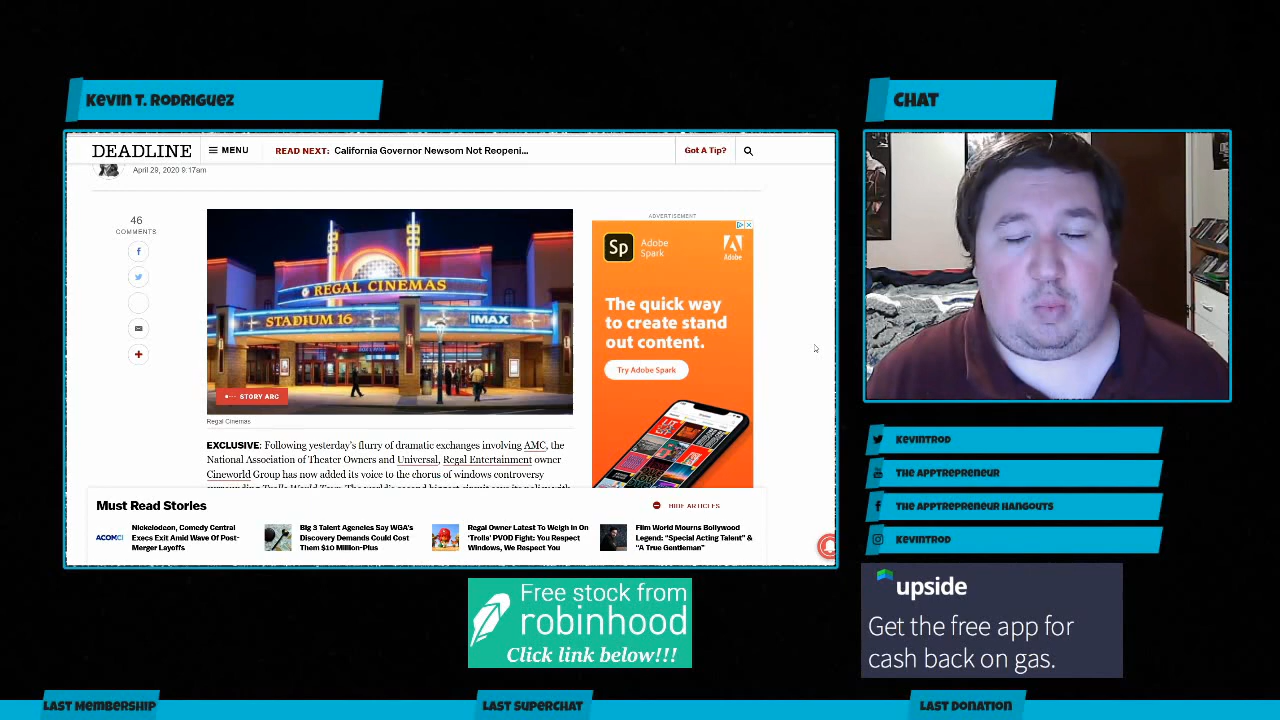 Kevin T. Rodriguez
CHAT
DEADLINE
MENU
READ NEXT: California Governor Newsom Not Reopeni...
Got A Tip?
April 29, 2020 9:17am
46
COMMENTS
ADVERTISEMENT
Sp
Adobe
Spark
Adobe
The quick way
to create stand
out content.
Try Adobe Spark
REGAL CINEMAS
STADIUM 16
IMAX
STORY ARC
Regal Cinemas
EXCLUSIVE: Following yesterday's flurry of dramatic exchanges involving AMC, the
National Association of Theater Owners and Universal, Regal Entertainment owner
Cineworld Group has now added its voice to the chorus of windows controversy
Must Read Stories
HIDE ARTICLES
Nickelodeon, Comedy Central
Execs Exit Amid Wave Of Post-
Merger Layoffs
Big 3 Talent Agencies Say WGA's
Discovery Demands Could Cost
Them $10 Million-Plus
Regal Owner Latest To Weigh In On
'Trolls' PVOD Fight: You Respect
Windows, We Respect You
Film World Mourns Bollywood
Legend: "Special Acting Talent" &
"A True Gentleman"
KevinTRod
The Apptrepreneur
The Apptrepreneur Hangouts
KevinTRod
Free stock from
robinhood
Click link below!!!
upside
Get the free app for
cash back on gas.
Last Membership
Last Superchat
Last Donation